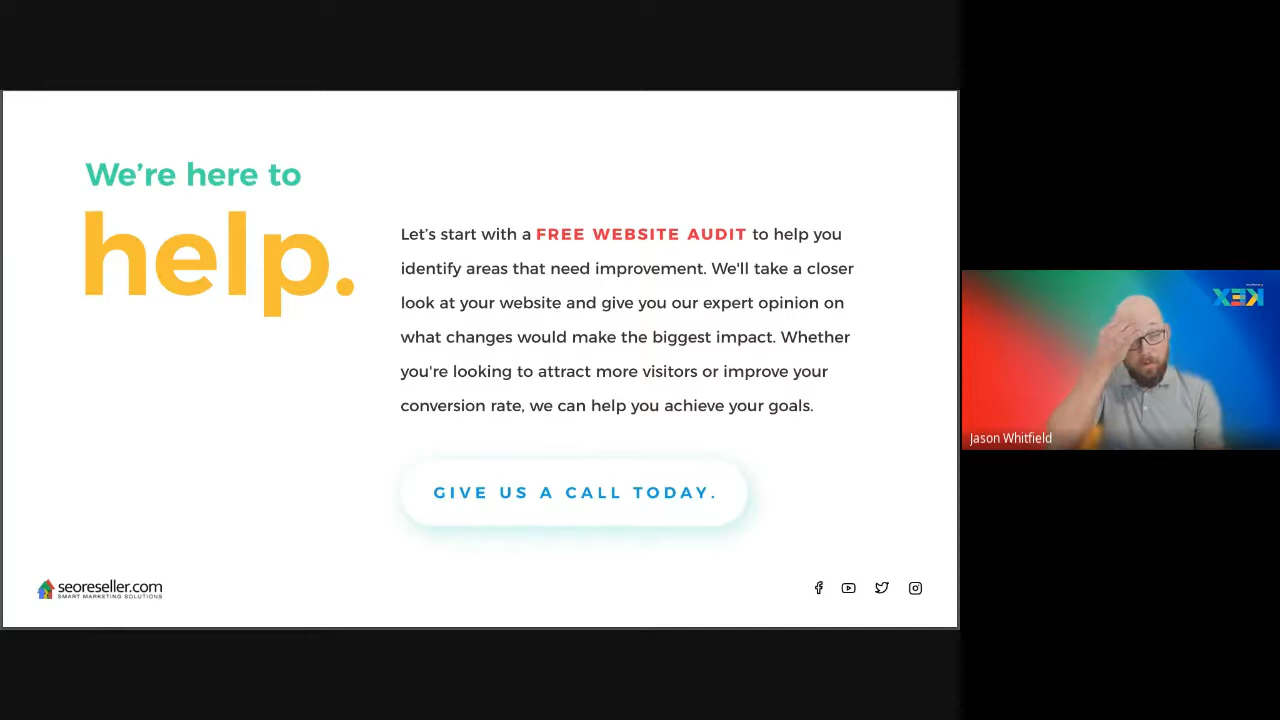 We're here to
help.
Let's start with a FREE WEBSITE AUDIT to help you
identify areas that need improvement. We'll take a closer
look at your website and give you our expert opinion on
what changes would make the biggest impact. Whether
you're looking to attract more visitors or improve your
conversion rate, we can help you achieve your goals.
GIVE US A CALL TODAY.
seoreseller.com
SMART MARKETING SOLUTIONS
KEX
Jason Whitfield